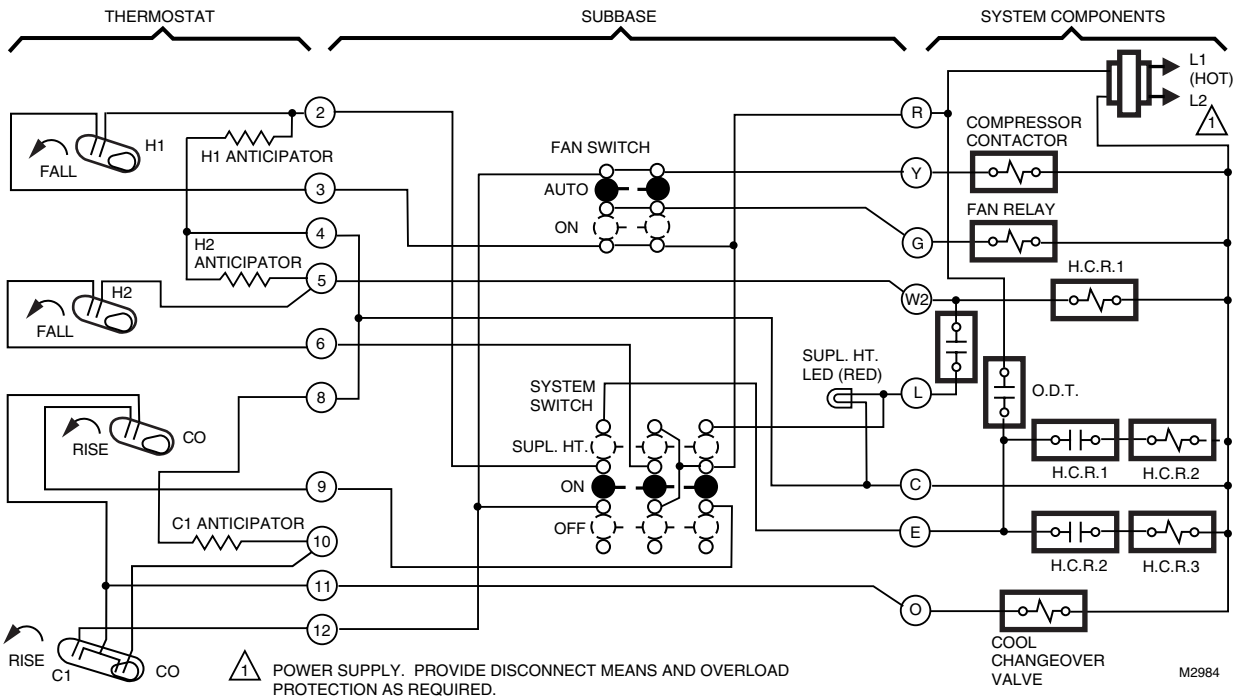 THERMOSTAT
SUBBASE
SYSTEM COMPONENTS
L1
(HOT)
L2
1
2
R
H1
FALL
H1 ANTICIPATOR
FAN SWITCH
COMPRESSOR
CONTACTOR
AUTO
Y
3
ON
FAN RELAY
4
G
H2
ANTICIPATOR
5
H.C.R.1
W2
H2
FALL
6
SUPL. HT.
LED (RED)
O.D.T.
L
SYSTEM
SWITCH
8
CO
RISE
SUPL. HT.
H.C.R.1
H.C.R.2
9
ON
C
C1 ANTICIPATOR
OFF
E
10
H.C.R.2
H.C.R.3
11
O
12
RISE
C1
CO
COOL
CHANGEOVER
VALVE
1
POWER SUPPLY. PROVIDE DISCONNECT MEANS AND OVERLOAD
PROTECTION AS REQUIRED.
M2984